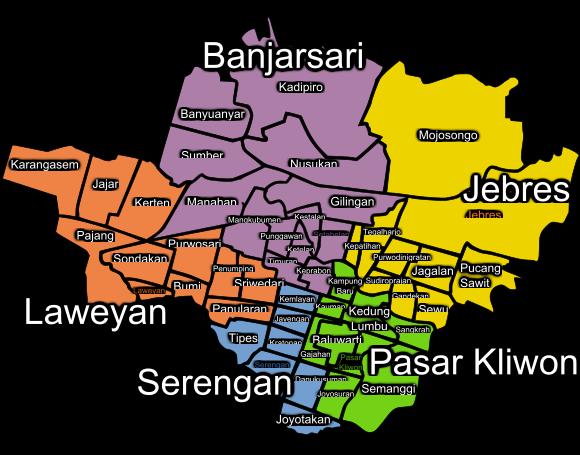 Banjarsari
Kadipiro
Banyuanyar
Mojosongo
Sumber
Nusukan
Karangasem
Jajar
Kerten
Manahan
Gilingan
Jebres
Jebres
Mangkubumen
Kestalan
Setabelan
Punggawan
Tegalharjo
Kepatihan
Pajang
Purwosari
Ketelan
Purwodiningratan
Sondakan
Timuran
Keprabon
Penumping
Jagalan
Pucang
Sawit
Kampung
Baru
Sudiroprajan
Laweyan
Bumi
Sriwedari
Gandekan
Kemlayan
Kauman
Kedung
Lumbu
Sewu
Laweyan
Panularan
Jayengan
Sangkrah
Tipes
Kratonan
Baluwarti
Gajahan
Pasar
Kliwon
Pasar Kliwon
Serengan
Serengan
Danukusuman
Joyosuran
Semanggi
Joyotakan